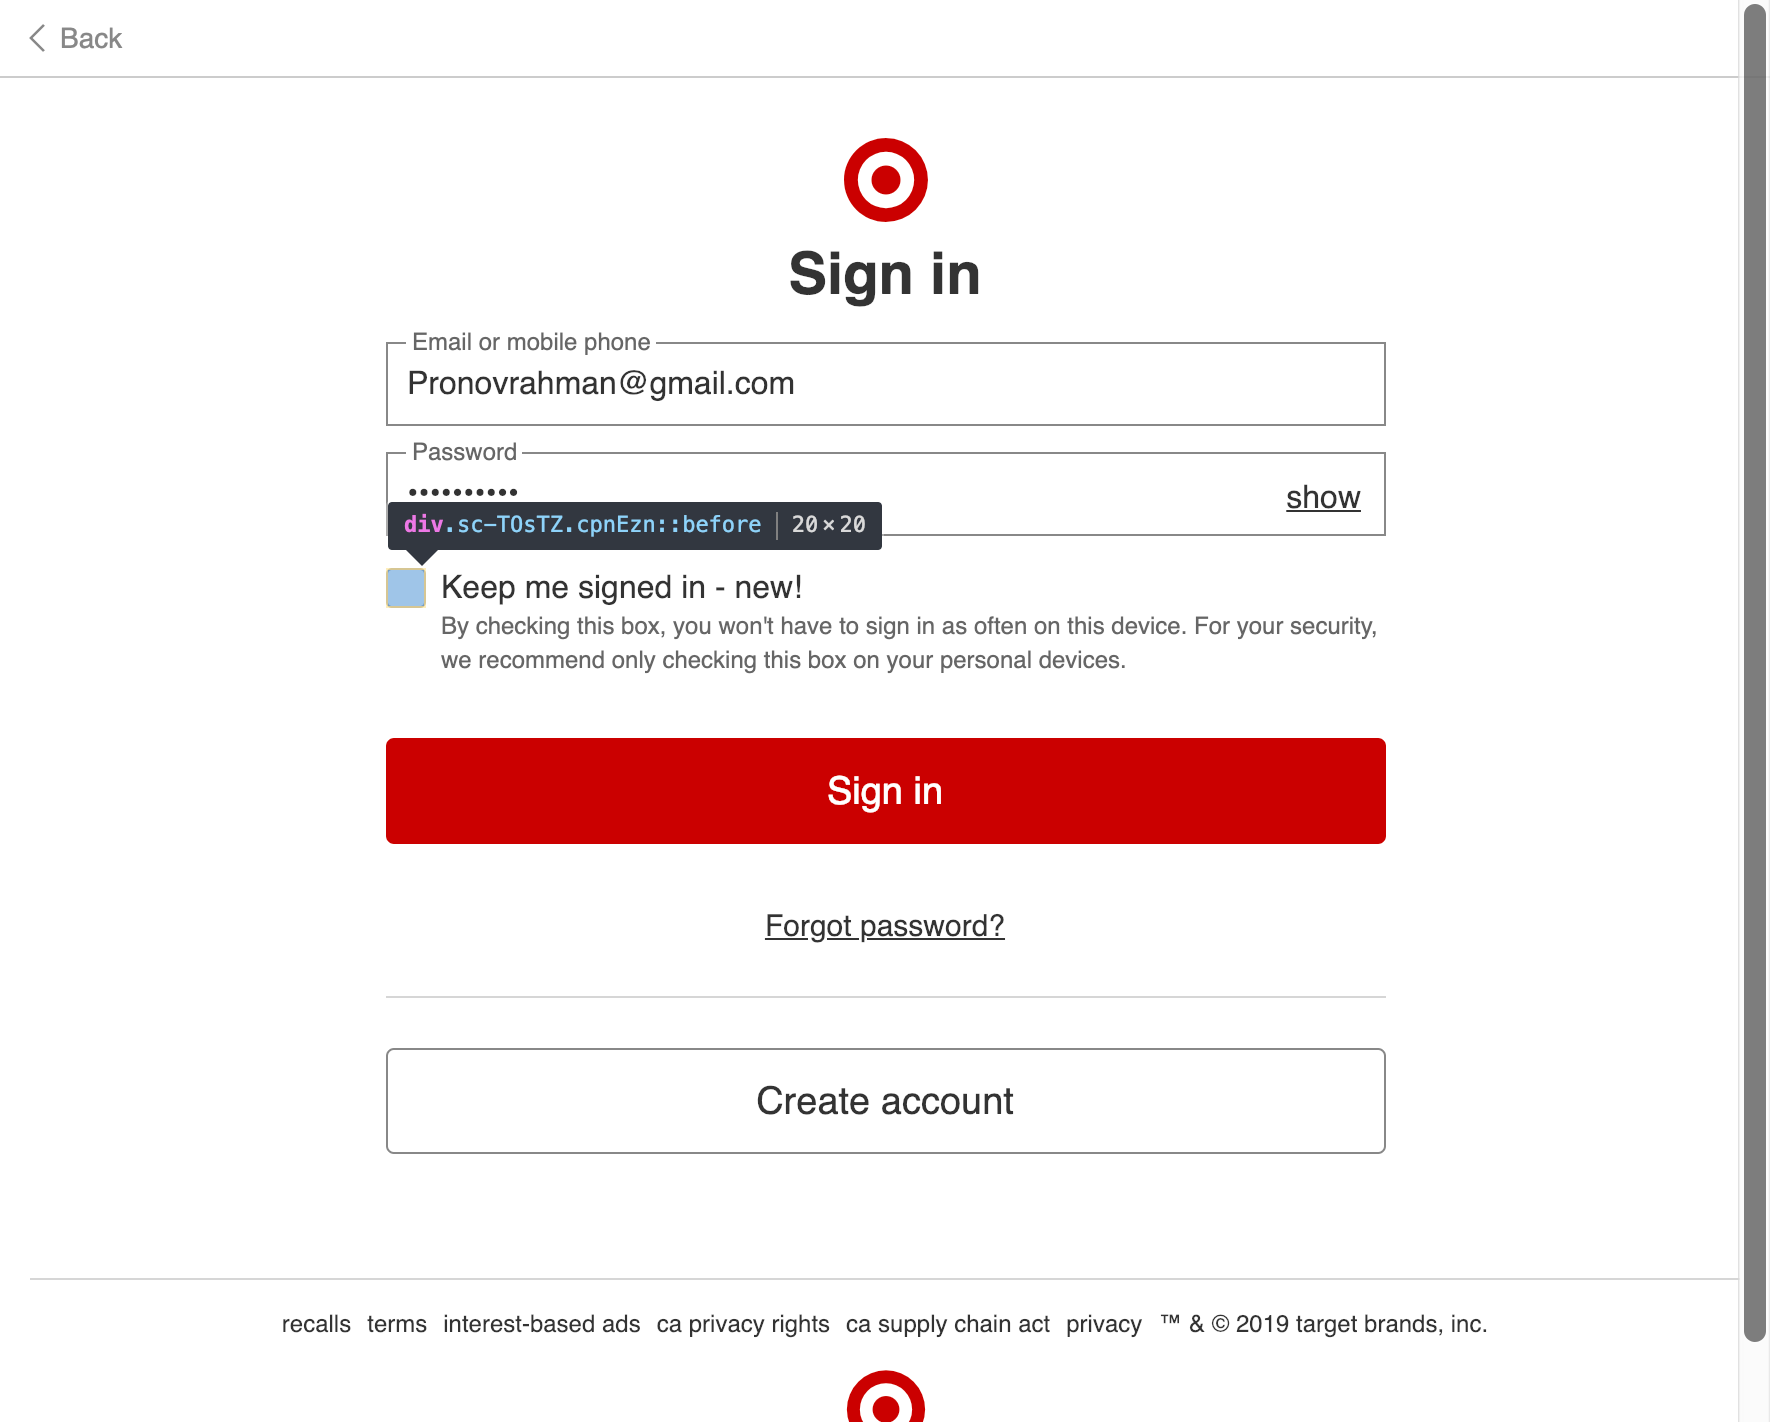 Back
Sign in
Email or mobile phone
Pronovrahman@gmail.com
Password
••••••••••
show
div.sc-TOsTZ.cpnEzn::before 20×20
Keep me signed in - new!
By checking this box, you won't have to sign in as often on this device. For your security,
we recommend only checking this box on your personal devices.
Sign in
Forgot password?
Create account
recalls terms interest-based ads ca privacy rights ca supply chain act privacy ™ & © 2019 target brands, inc.